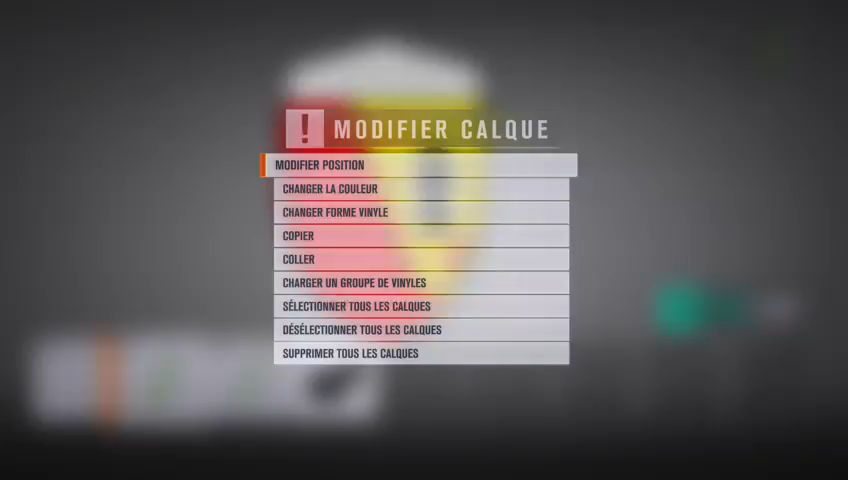 !
MODIFIER CALQUE
MODIFIER POSITION
CHANGER LA COULEUR
CHANGER FORME VINYLE
COPIER
COLLER
CHARGER UN GROUPE DE VINYLES
SÉLECTIONNER TOUS LES CALQUES
DÉSÉLECTIONNER TOUS LES CALQUES
SUPPRIMER TOUS LES CALQUES